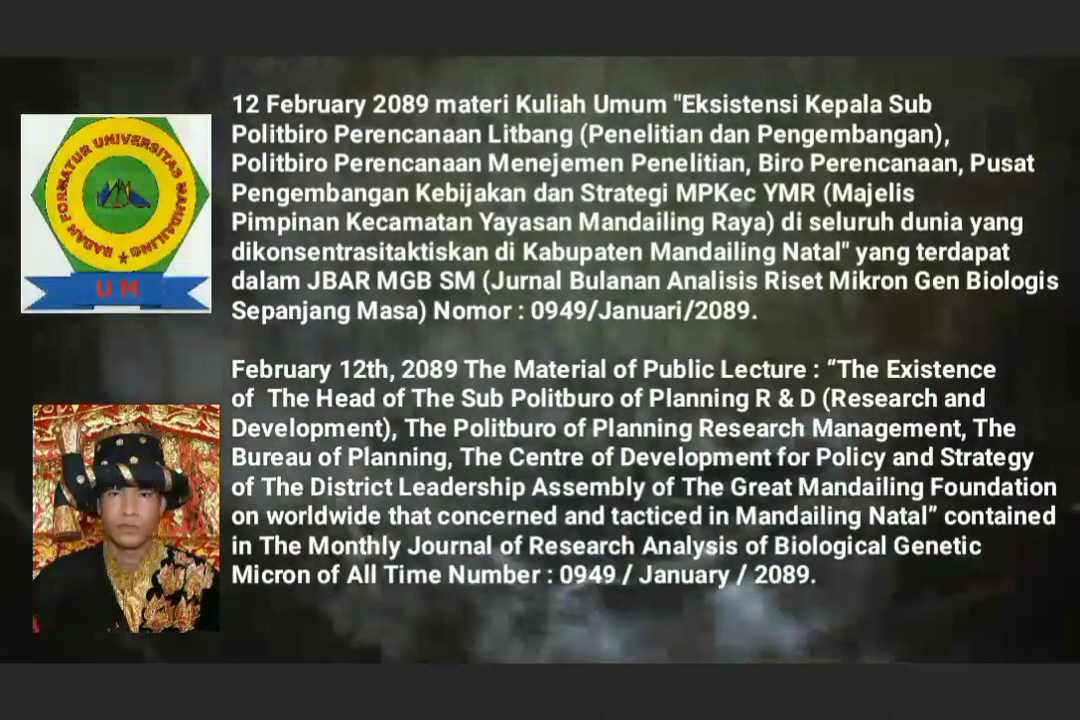 BADAN FORMATUR UNIVERSITAS MANDAILING
UM
12 February 2089 materi Kuliah Umum "Eksistensi Kepala Sub
Politbiro Perencanaan Litbang (Penelitian dan Pengembangan),
Politbiro Perencanaan Menejemen Penelitian, Biro Perencanaan, Pusat
Pengembangan Kebijakan dan Strategi MPKec YMR (Majelis
Pimpinan Kecamatan Yayasan Mandailing Raya) di seluruh dunia yang
dikonsentrasitaktiskan di Kabupaten Mandailing Natal" yang terdapat
dalam JBAR MGB SM (Jurnal Bulanan Analisis Riset Mikron Gen Biologis
Sepanjang Masa) Nomor : 0949/Januari/2089.
February 12th, 2089 The Material of Public Lecture : “The Existence
of The Head of The Sub Politburo of Planning R & D (Research and
Development), The Politburo of Planning Research Management, The
Bureau of Planning, The Centre of Development for Policy and Strategy
of The District Leadership Assembly of The Great Mandailing Foundation
on worldwide that concerned and tacticed in Mandailing Natal” contained
in The Monthly Journal of Research Analysis of Biological Genetic
Micron of All Time Number : 0949 / January / 2089.